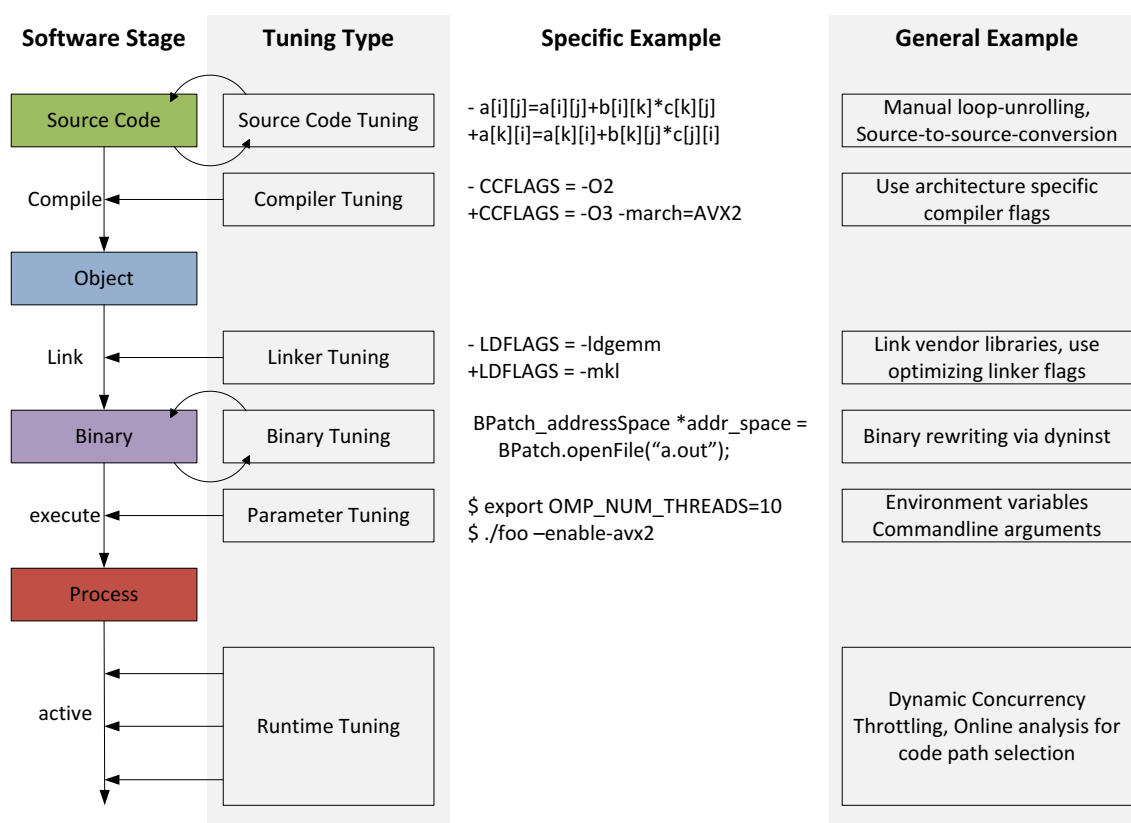 Software Stage
Tuning Type
Specific Example
General Example
Source Code
Source Code Tuning
- a[i][j]=a[i][j]+b[i][k]*c[k][j]
+a[k][i]=a[k][i]+b[k][j]*c[j][i]
Manual loop-unrolling,
Source-to-source-conversion
Compile
Compiler Tuning
- CCFLAGS = -O2
+CCFLAGS = -O3 -march=AVX2
Use architecture specific
compiler flags
Object
Link
Linker Tuning
- LDFLAGS = -ldgemm
+LDFLAGS = -mkl
Link vendor libraries, use
optimizing linker flags
Binary
Binary Tuning
BPatch_addressSpace *addr_space =
BPatch.openFile(“a.out”);
Binary rewriting via dyninst
execute
Parameter Tuning
$ export OMP_NUM_THREADS=10
$ ./foo –enable-avx2
Environment variables
Commandline arguments
Process
active
Runtime Tuning
Dynamic Concurrency
Throttling, Online analysis for
code path selection